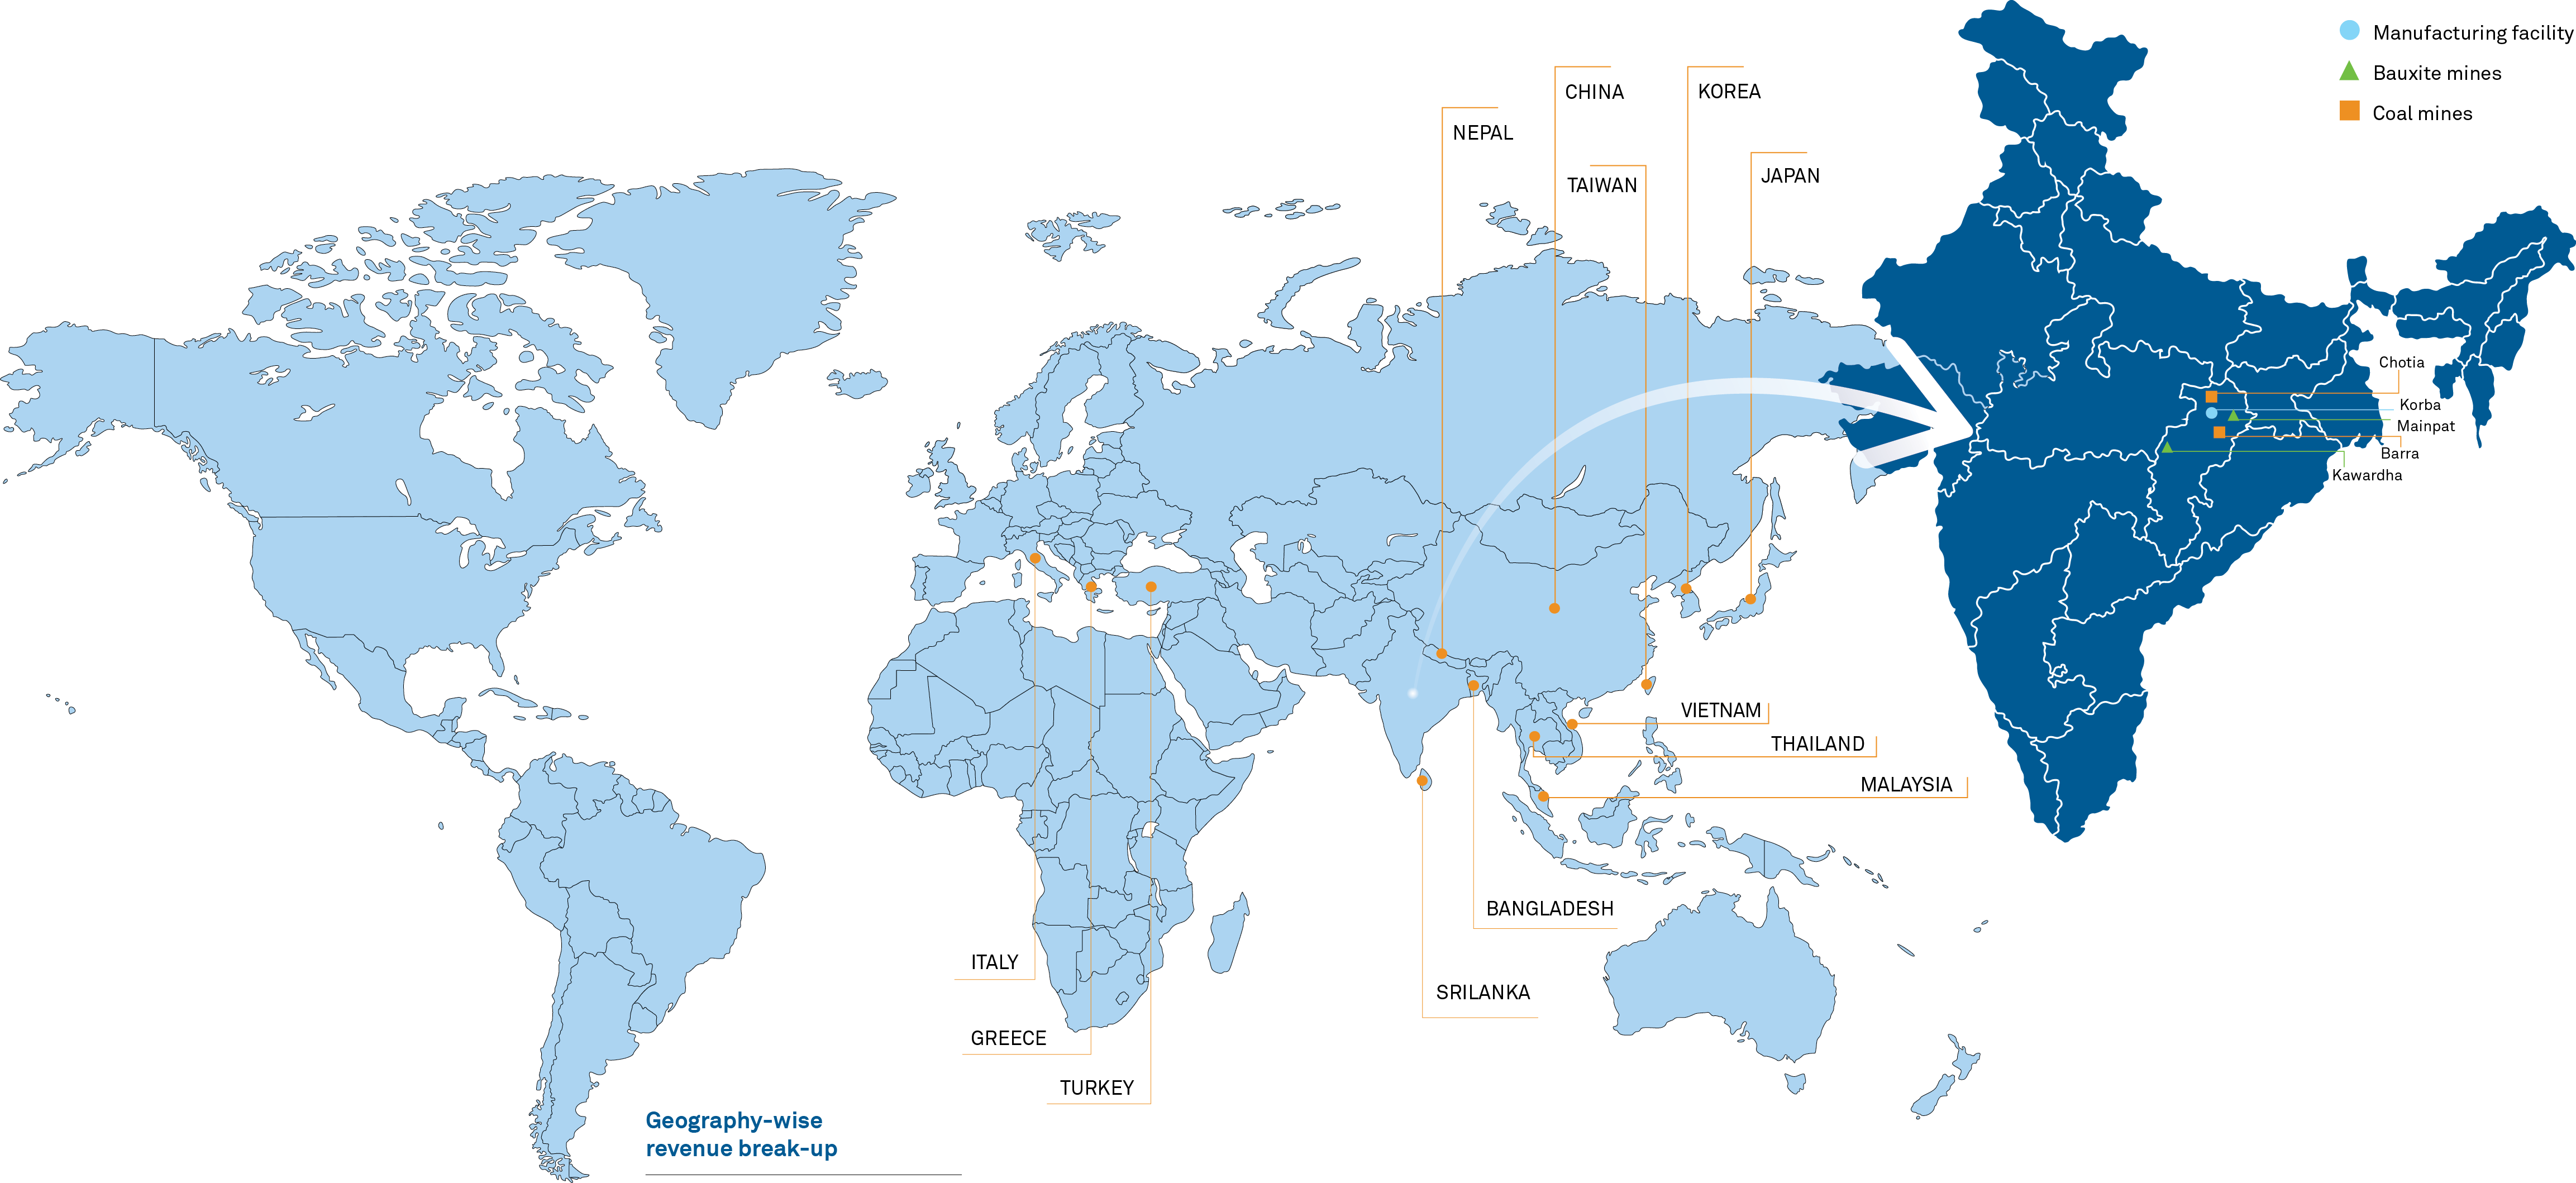 Manufacturing facility
Bauxite mines
Coal mines
CHINA
KOREA
NEPAL
TAIWAN
JAPAN
Chotia
Korba
Mainpat
Barra
Kawardha
VIETNAM
THAILAND
MALAYSIA
BANGLADESH
ITALY
SRILANKA
GREECE
TURKEY
Geography-wise
revenue break-up